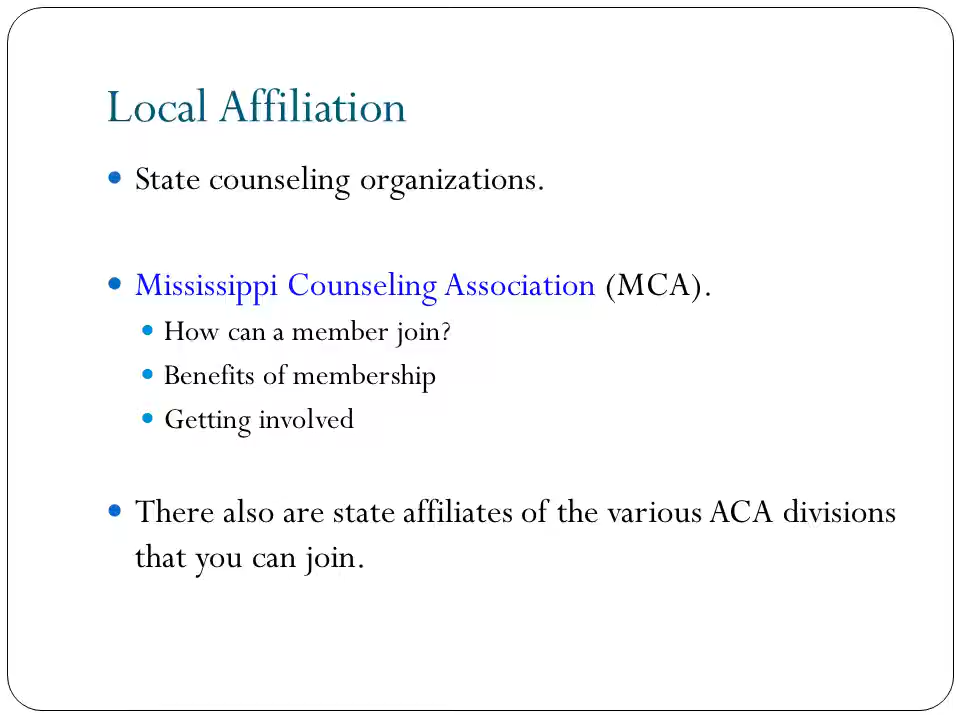 Local Affiliation
State counseling organizations.
Mississippi Counseling Association (MCA).
How can a member join?
Benefits of membership
Getting involved
There also are state affiliates of the various ACA divisions
that you can join.